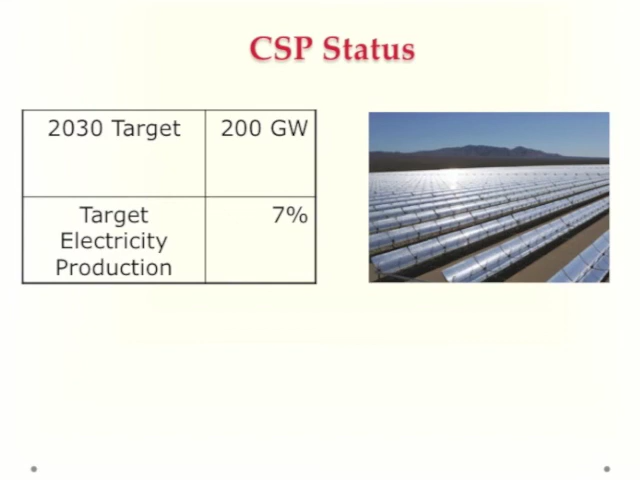 CSP Status
2030 Target 200 GW
Target 7%
Electricity
Production